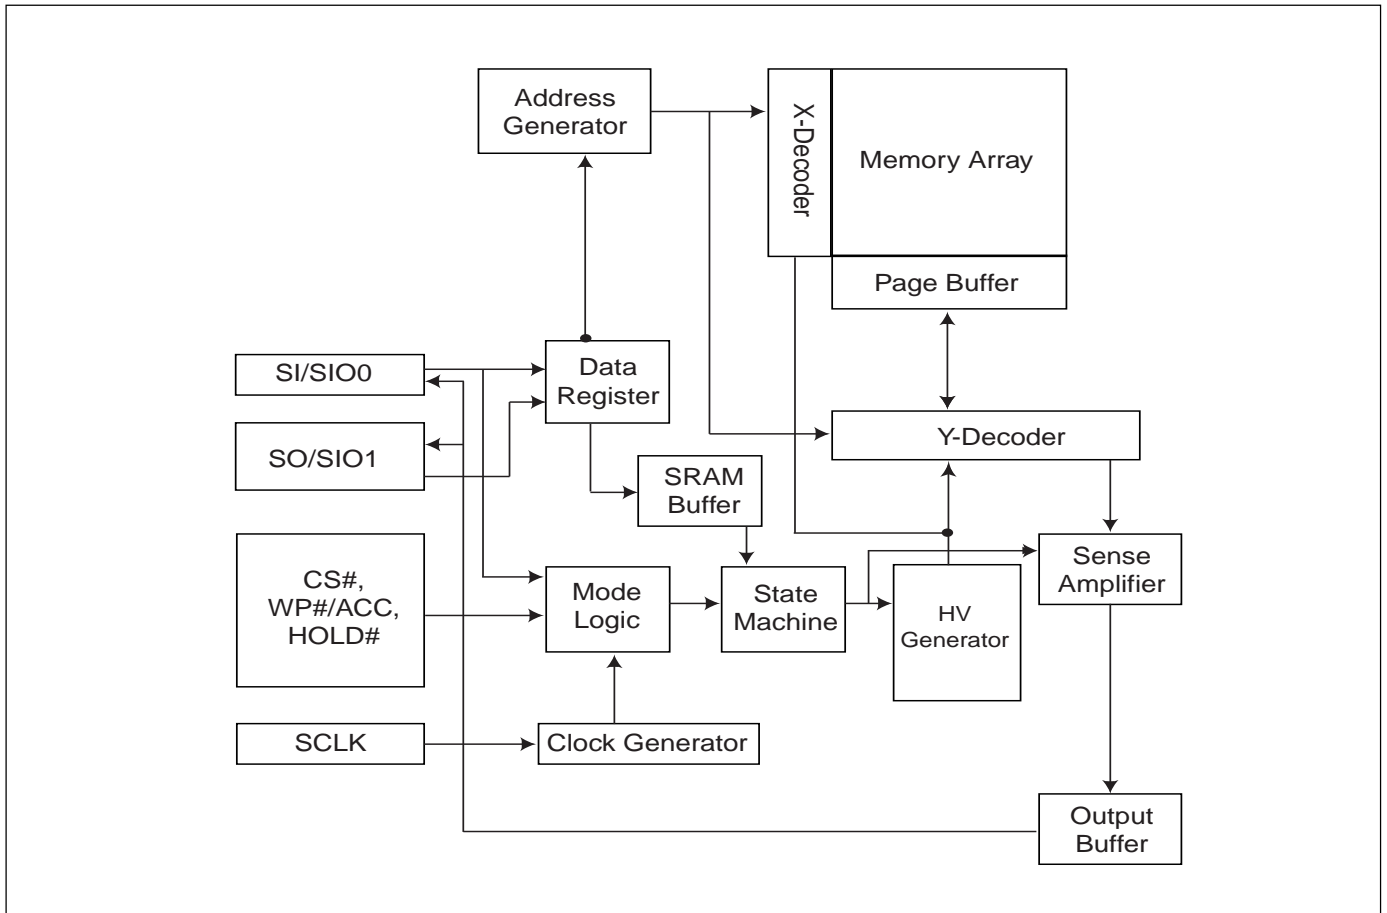 Address
Generator
X-Decoder
Memory Array
Page Buffer
SI/SIO0
Data
Register
SO/SIO1
Y-Decoder
SRAM
Buffer
CS#,
WP#/ACC,
HOLD#
Mode
Logic
State
Machine
HV
Generator
Sense
Amplifier
SCLK
Clock Generator
Output
Buffer